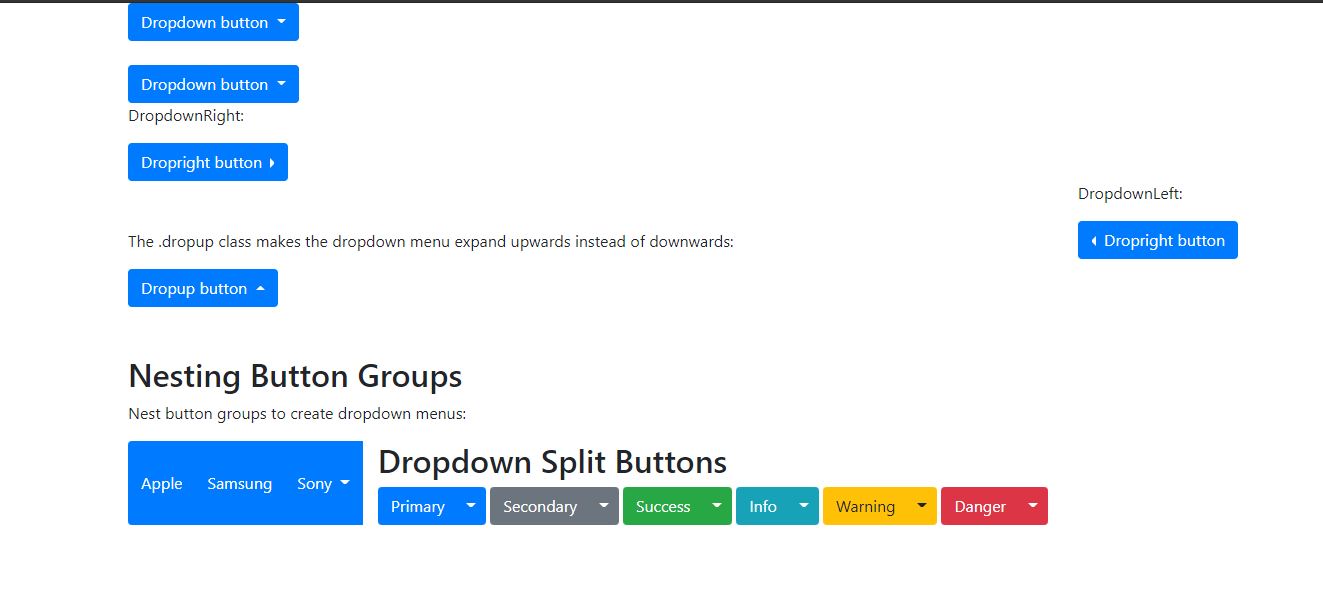 Dropdown button
Dropdown button
DropdownRight:
Dropright button
DropdownLeft:
Dropright button
The .dropup class makes the dropdown menu expand upwards instead of downwards:
Dropup button
Nesting Button Groups
Nest button groups to create dropdown menus:
Apple Samsung Sony
Dropdown Split Buttons
Primary Secondary Success Info Warning Danger